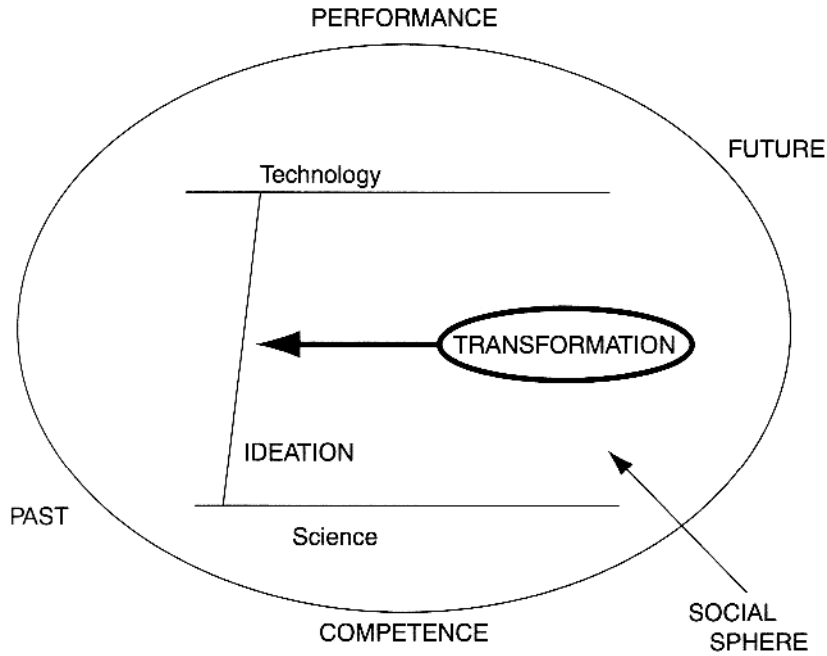 PERFORMANCE
FUTURE
Technology
TRANSFORMATION
IDEATION
PAST
Science
SOCIAL
SPHERE
COMPETENCE